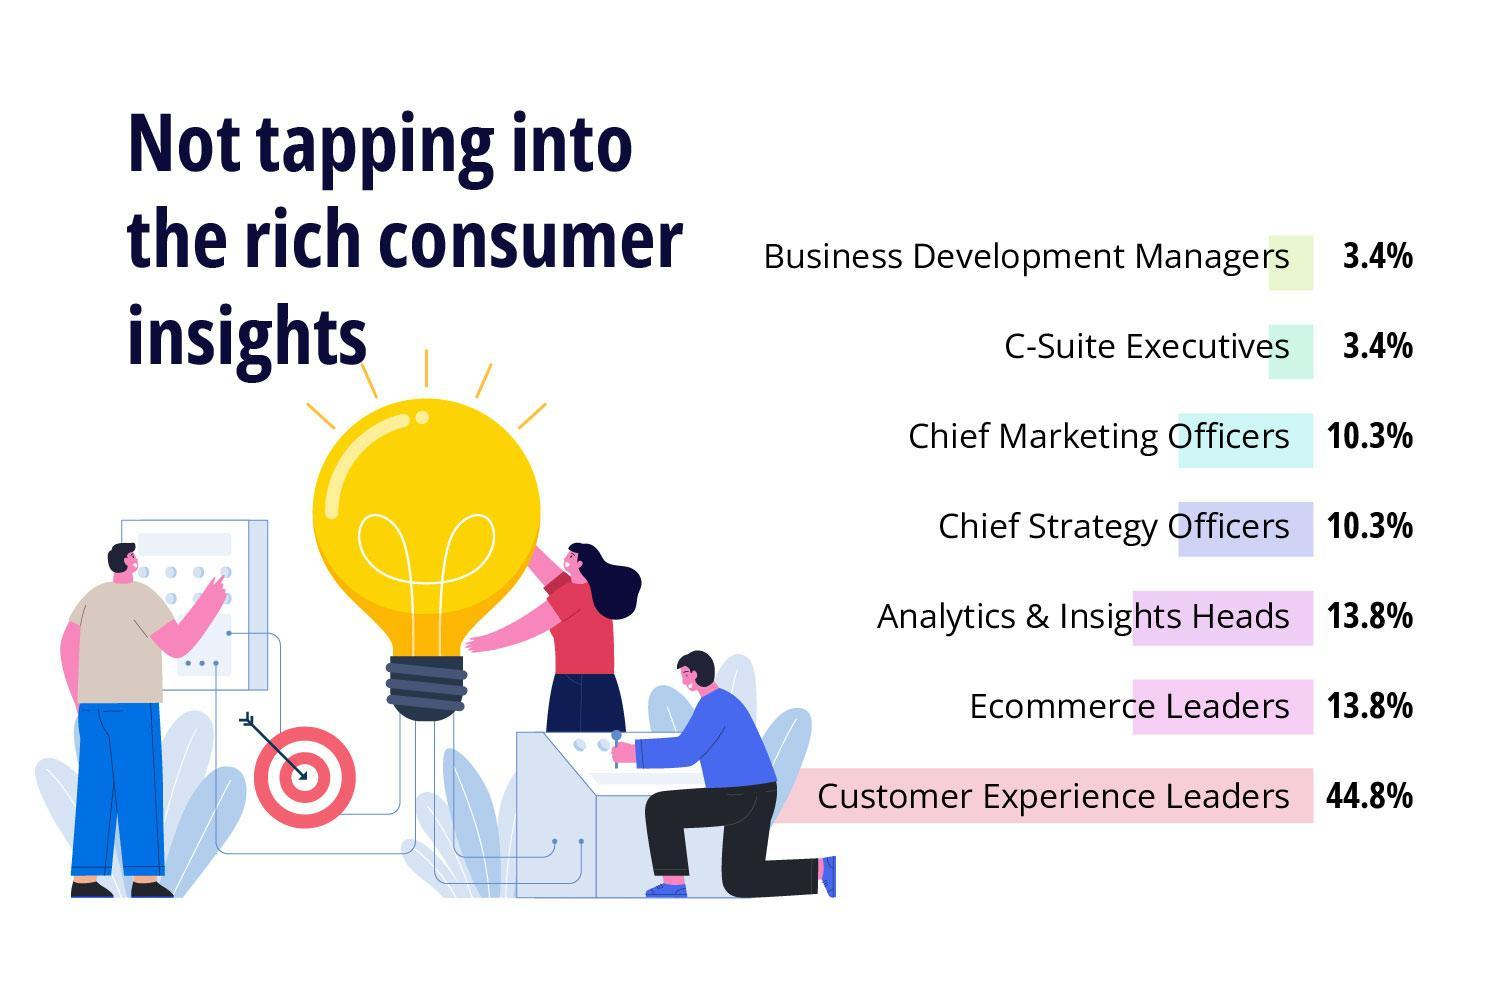 Not tapping into
the rich consumer
insights
Business Development Managers 3.4%
C-Suite Executives 3.4%
Chief Marketing Officers 10.3%
Chief Strategy Officers 10.3%
Analytics & Insights Heads 13.8%
Ecommerce Leaders 13.8%
Customer Experience Leaders 44.8%